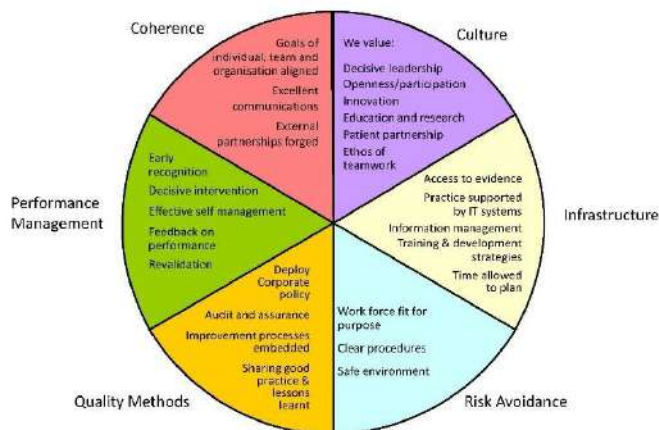 Coherence
Goals of
individual, team and
organisation aligned
Excellent
communications
External
partnerships forged
Culture
We value:
Decisive leadership
Openness/participation
Innovation
Education and research
Patient partnership
Ethos of
teamwork
Infrastructure
Access to evidence
Practice supported
by IT systems
Information management
Training & development
strategies
Time allowed
to plan
Risk Avoidance
Work force fit for
purpose
Clear procedures
Safe environment
Quality Methods
Deploy
Corporate
policy
Audit and assurance
Improvement processes
embedded
Sharing good
practice &
lessons
learnt
Performance
Management
Early
recognition
Decisive intervention
Effective self management
Feedback on
performance
Revalidation